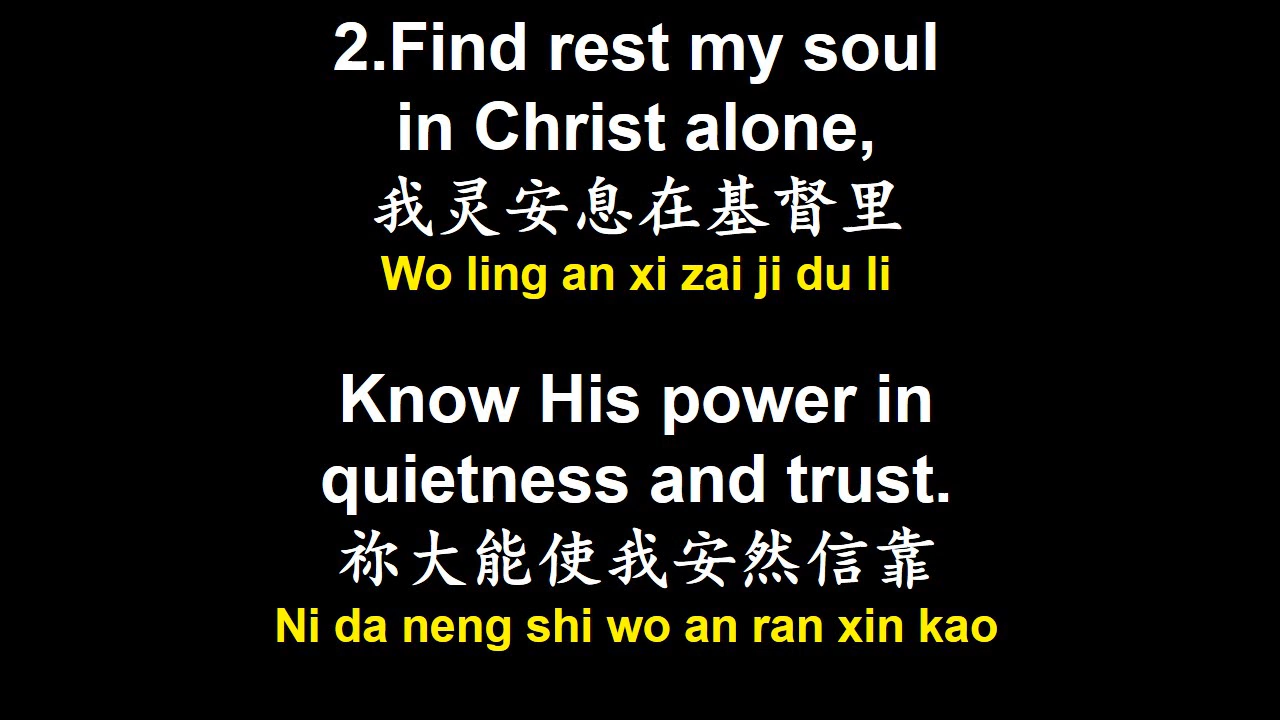 2.Find rest my soul
in Christ alone,
我灵安息在基督里
Wo ling an xi zai ji du li
Know His power in
quietness and trust.
祢大能使我安然信靠
Ni da neng shi wo an ran xin kao